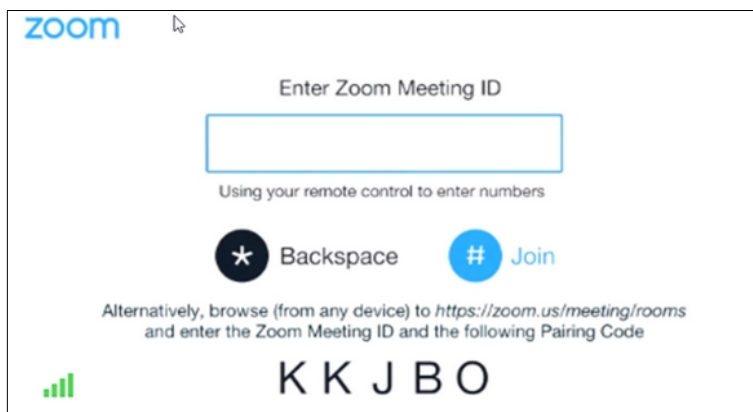 zoom
Enter Zoom Meeting ID
Using your remote control to enter numbers
* Backspace # Join
Alternatively, browse (from any device) to https://zoom.us/meeting/rooms
and enter the Zoom Meeting ID and the following Pairing Code
K K J B O